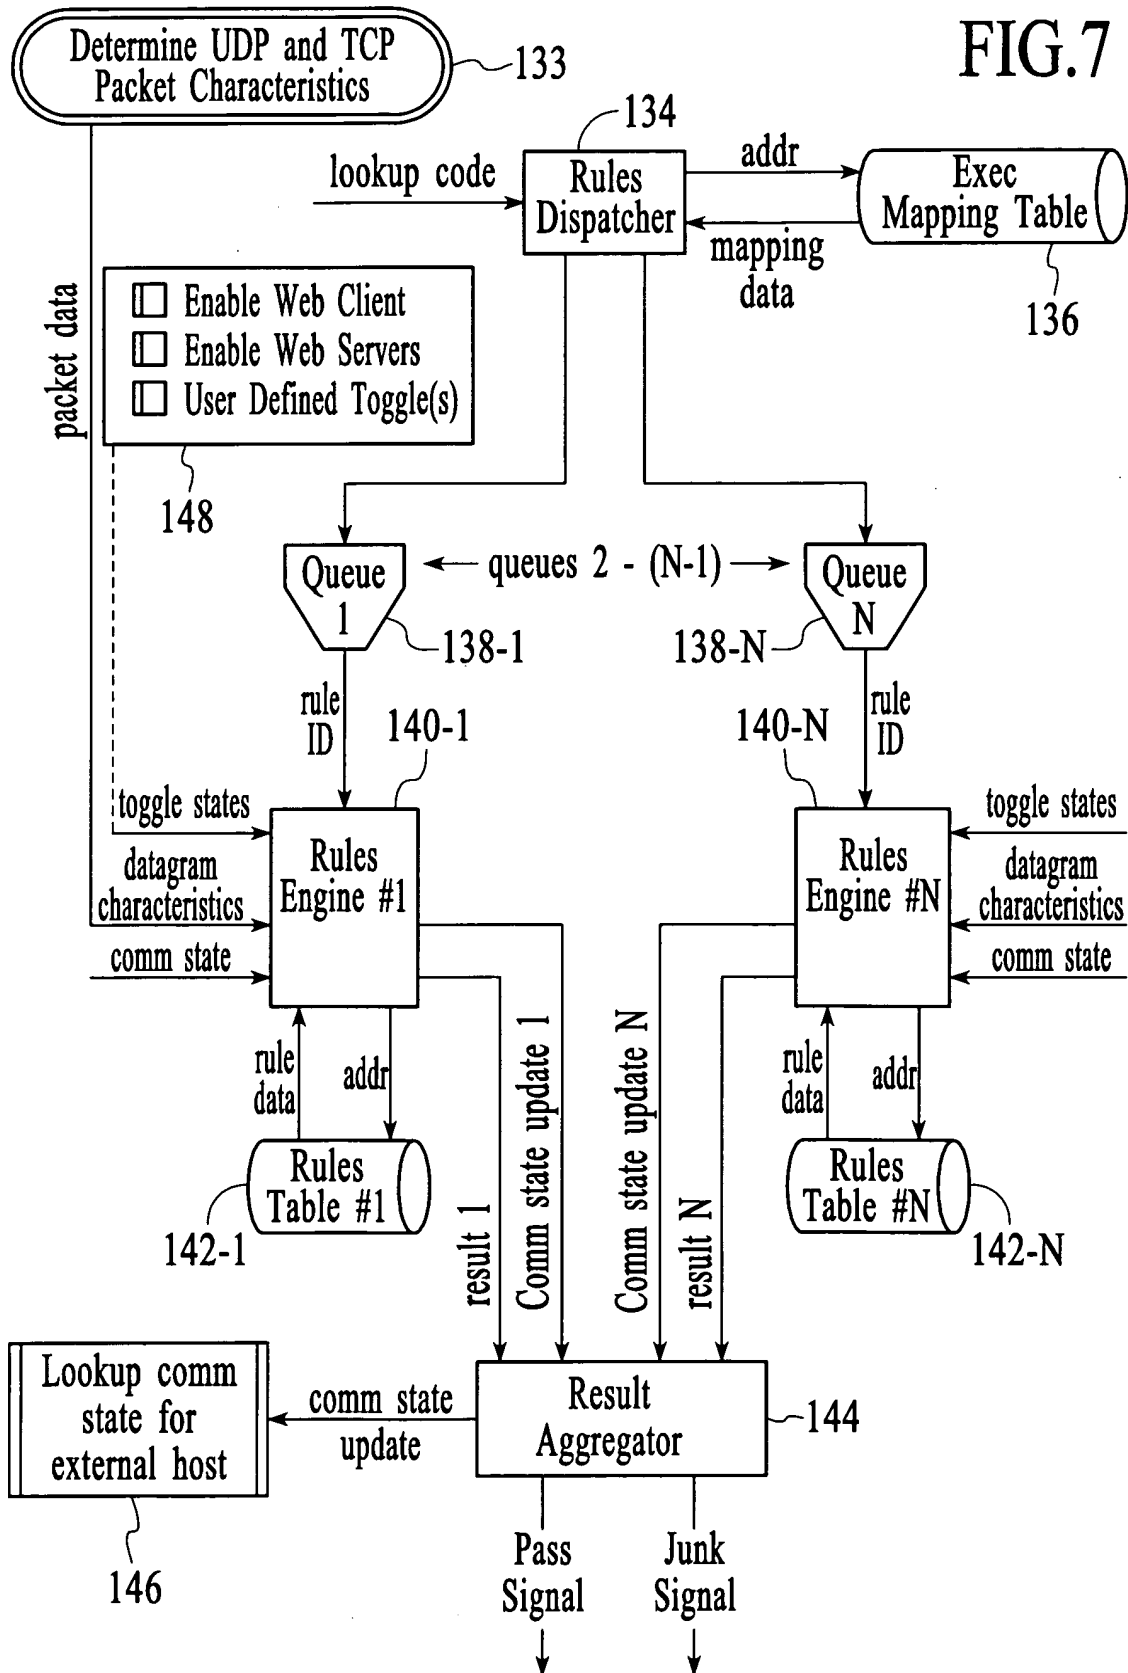 FIG.7
Determine UDP and TCP
Packet Characteristics
133
134
lookup code
Rules
Dispatcher
addr
mapping
data
Exec
Mapping Table
136
packet data
Enable Web Client
Enable Web Servers
User Defined Toggle(s)
148
Queue
1
138-1
queues 2 - (N-1)
Queue
N
138-N
rule
ID
140-1
rule
ID
140-N
toggle states
datagram
characteristics
comm state
Rules
Engine #1
Rules
Engine #N
toggle states
datagram
characteristics
comm state
rule
data
addr
Rules
Table #1
142-1
result 1
Comm state update 1
Comm state update N
result N
rule
data
addr
Rules
Table #N
142-N
Lookup comm
state for
external host
146
comm state
update
Result
Aggregator
144
Pass
Signal
Junk
Signal